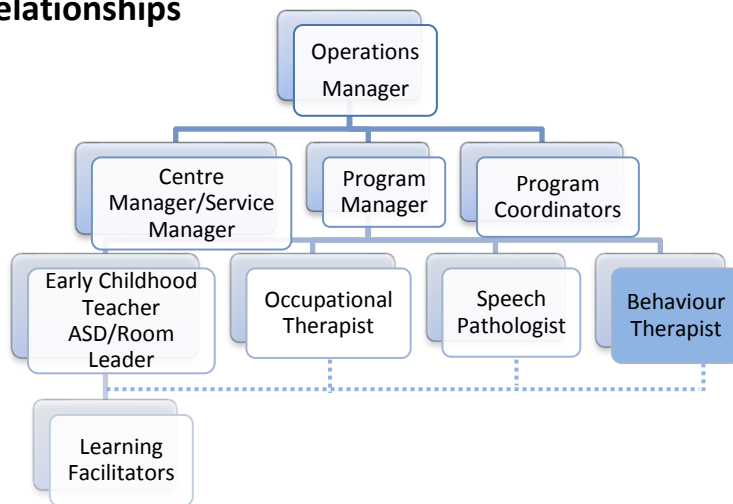 elationships
Operations
Manager
Centre
Manager/Service
Manager
Program
Manager
Program
Coordinators
Early Childhood
Teacher
ASD/Room
Leader
Occupational
Therapist
Speech
Pathologist
Behaviour
Therapist
Learning
Facilitators